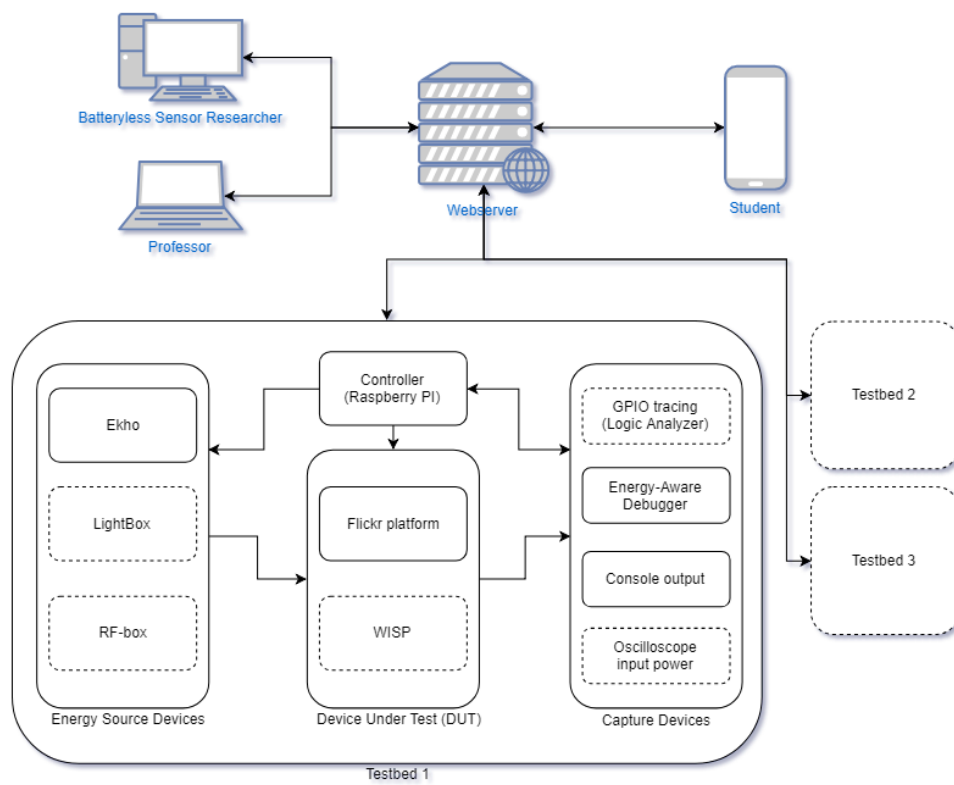 Batteryless Sensor Researcher
Professor
Webserver
Student
Controller
(Raspberry PI)
Ekho
LightBox
RF-box
Energy Source Devices
Flickr platform
WISP
Device Under Test (DUT)
GPIO tracing
(Logic Analyzer)
Energy-Aware
Debugger
Console output
Oscilloscope
input power
Capture Devices
Testbed 1
Testbed 2
Testbed 3